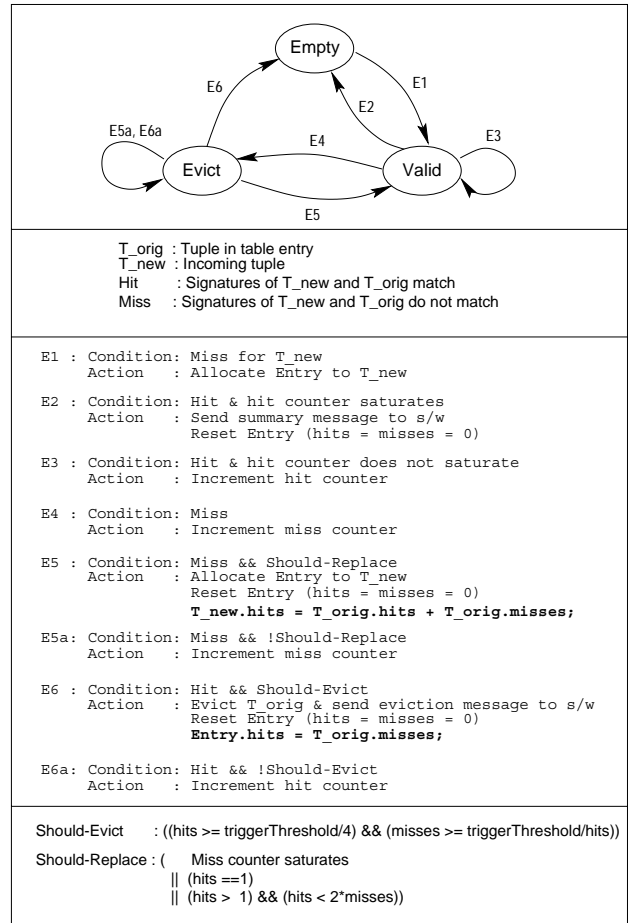 Empty
E6
E1
E2
E5a, E6a
E4
E3
Evict
Valid
E5
T_orig : Tuple in table entry
T_new : Incoming tuple
Hit : Signatures of T_new and T_orig match
Miss : Signatures of T_new and T_orig do not match
E1 : Condition: Miss for T_new
Action : Allocate Entry to T_new
E2 : Condition: Hit & hit counter saturates
Action : Send summary message to s/w
Reset Entry (hits = misses = 0)
E3 : Condition: Hit & hit counter does not saturate
Action : Increment hit counter
E4 : Condition: Miss
Action : Increment miss counter
E5 : Condition: Miss && Should-Replace
Action : Allocate Entry to T_new
Reset Entry (hits = misses = 0)
T_new.hits = T_orig.hits + T_orig.misses;
E5a: Condition: Miss && !Should-Replace
Action : Increment miss counter
E6 : Condition: Hit && Should-Evict
Action : Evict T_orig & send eviction message to s/w
Reset Entry (hits = misses = 0)
Entry.hits = T_orig.misses;
E6a: Condition: Hit && !Should-Evict
Action : Increment hit counter
Should-Evict : ((hits >= triggerThreshold/4) && (misses >= triggerThreshold/hits))
Should-Replace : ( Miss counter saturates
|| (hits ==1)
|| (hits > 1) && (hits < 2*misses))